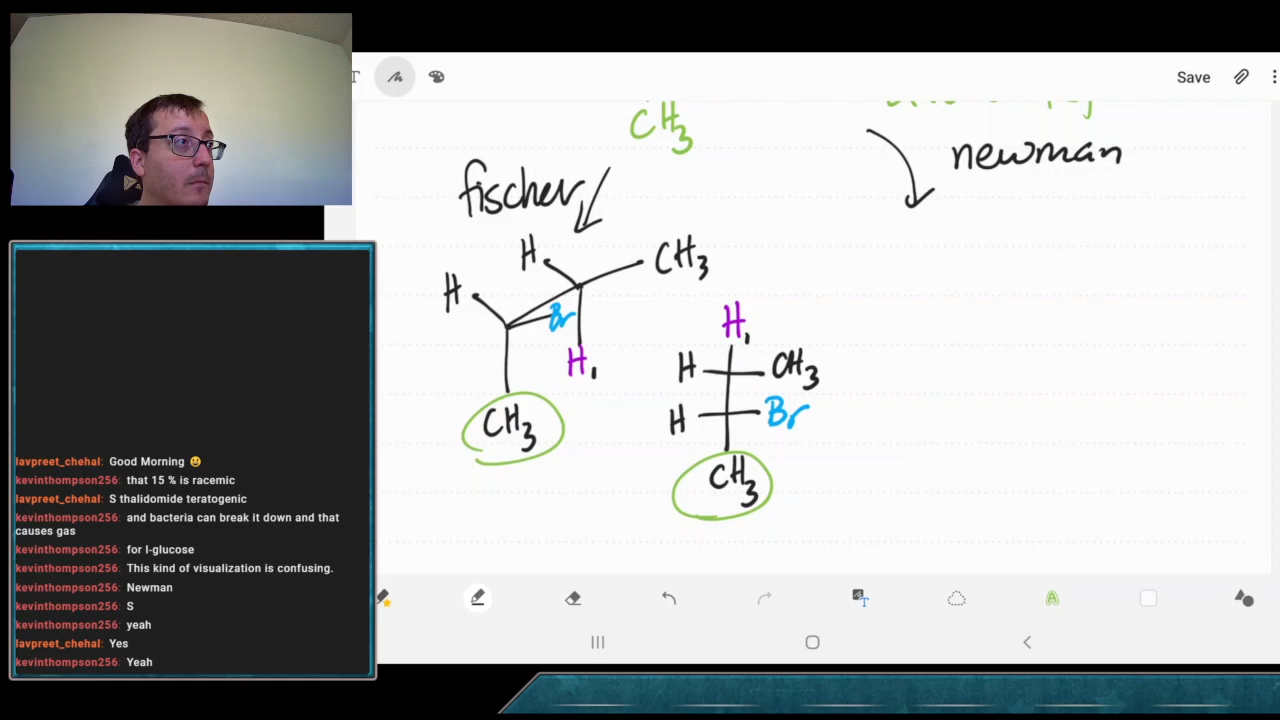 T
Save
CH3
newman
fischer
H
CH3
H
Br
H
CH3
H
H
CH3
H
Br
CH3
lavpreet_chehal: Good Morning 😃
kevinthompson256: that 15 % is racemic
lavpreet_chehal: S thalidomide teratogenic
kevinthompson256: and bacteria can break it down and that
causes gas
kevinthompson256: for l-glucose
kevinthompson256: This kind of visualization is confusing.
kevinthompson256: Newman
kevinthompson256: S
kevinthompson256: yeah
lavpreet_chehal: Yes
kevinthompson256: Yeah